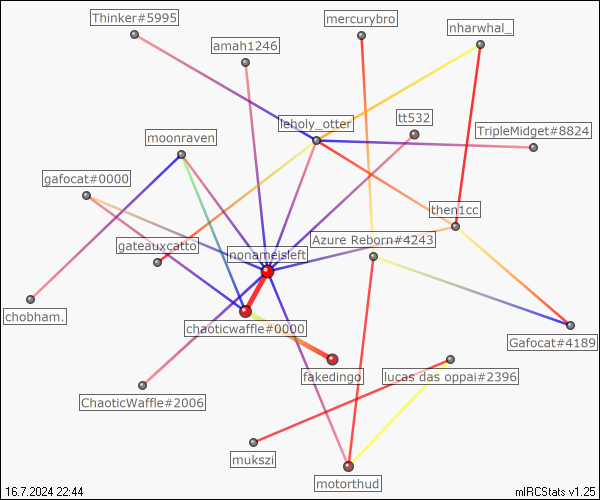 Thinker#5995
mercurybro
nharwhal_
amah1246
leholy_otter
tt532
TripleMidget#8824
moonraven
gafocat#0000
then1cc
gateauxcatto
nonameisleft
Azure Reborn#4243
chobham.
chaoticwaffle#0000
Gafocat#4189
fakedingo
lucas das oppai#2396
ChaoticWaffle#2006
mukszi
motorthud
16.7.2024 22:44
mIRCStats v1.25